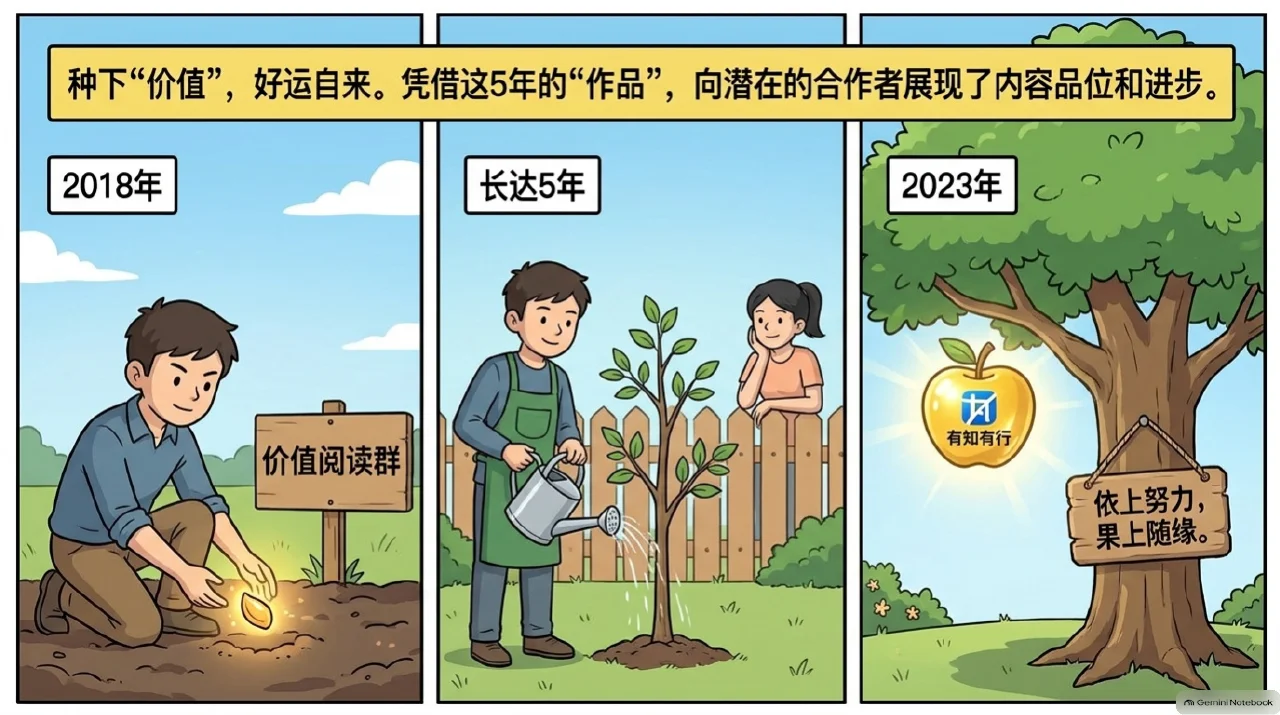 种下“价值”，好运自来。凭借这5年的“作品”，向潜在的合作者展现了内容品位和进步。
2018年
价值阅读群
长达5年
2023年
有知有行
依上努力，
果上随缘。
Gemini Notebook